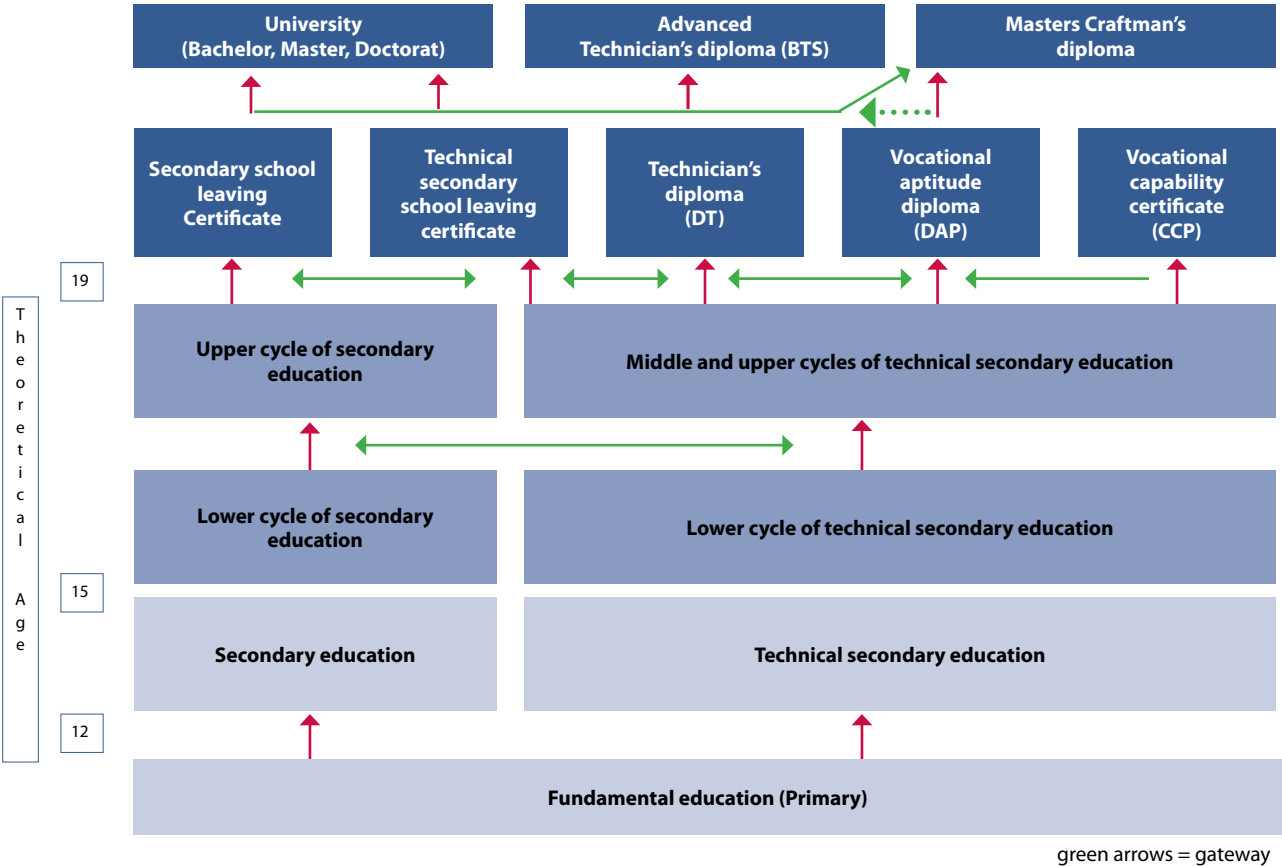 University
(Bachelor, Master, Doctorat)
Advanced
Technician's diploma (BTS)
Masters Craftman's
diploma
Secondary school
leaving
Certificate
Technical
secondary
school leaving
certificate
Technician's
diploma
(DT)
Vocational
aptitude
diploma
(DAP)
Vocational
capability
certificate
(CCP)
19
Theoretical Age
Upper cycle of secondary
education
Middle and upper cycles of technical secondary education
Lower cycle of secondary
education
Lower cycle of technical secondary education
15
Secondary education
Technical secondary education
12
Fundamental education (Primary)
green arrows = gateway